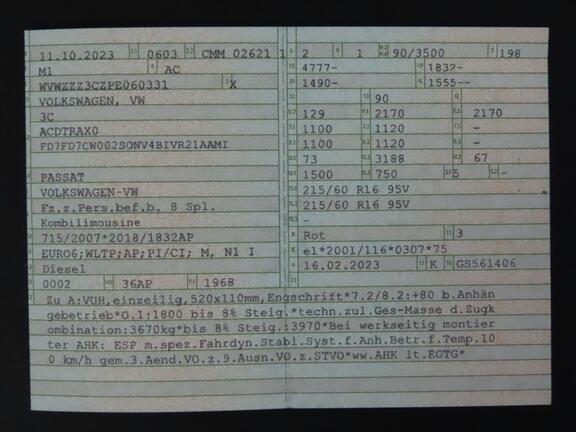 11.10.2023 0603 CMM 02621 1
M1 AC
WVWZZZ3CZPE060331 X
VOLKSWAGEN, VW
3C
ACDTRAX0
FD7FD7CW002SONV4BIVR21AAMI
PASSAT
VOLKSWAGEN-VW
Fz.z.Pers.bef.b. 8 Spl.
Kombilimousine
715/2007*2018/1832AP
EURO6;WLTP;AP;PI/CI; M, N1 I
Diesel
0002 36AP 1968
2 1 90/3500 198
4777- 1832-
1490- 1555--
90
129 2170 2170
1100 1120 -
1100 1120 -
73 3188 67
1500 750 5 -
215/60 R16 95V
215/60 R16 95V
-
Rot 3
e1*2001/116*0307*75
16.02.2023 K GS561406
Zu A:VUH,einzeilig,520x110mm,Engschrift*7.2/8.2:+80 b.Anhän
gebetrieb*O.1:1800 bis 8% Steig.*techn.zul.Ges-Masse d.Zugk
ombination:3670kg*bis 8% Steig.:3970*Bei werkseitig montier
ter AHK: ESP m.spez.Fahrdyn.Stabl.Syst.f.Anh.Betr.f.Temp.10
0 km/h gem.3.Aend.VO.z.9.Ausn.VO.z.STVO*ww.AHK lt.EGTG*